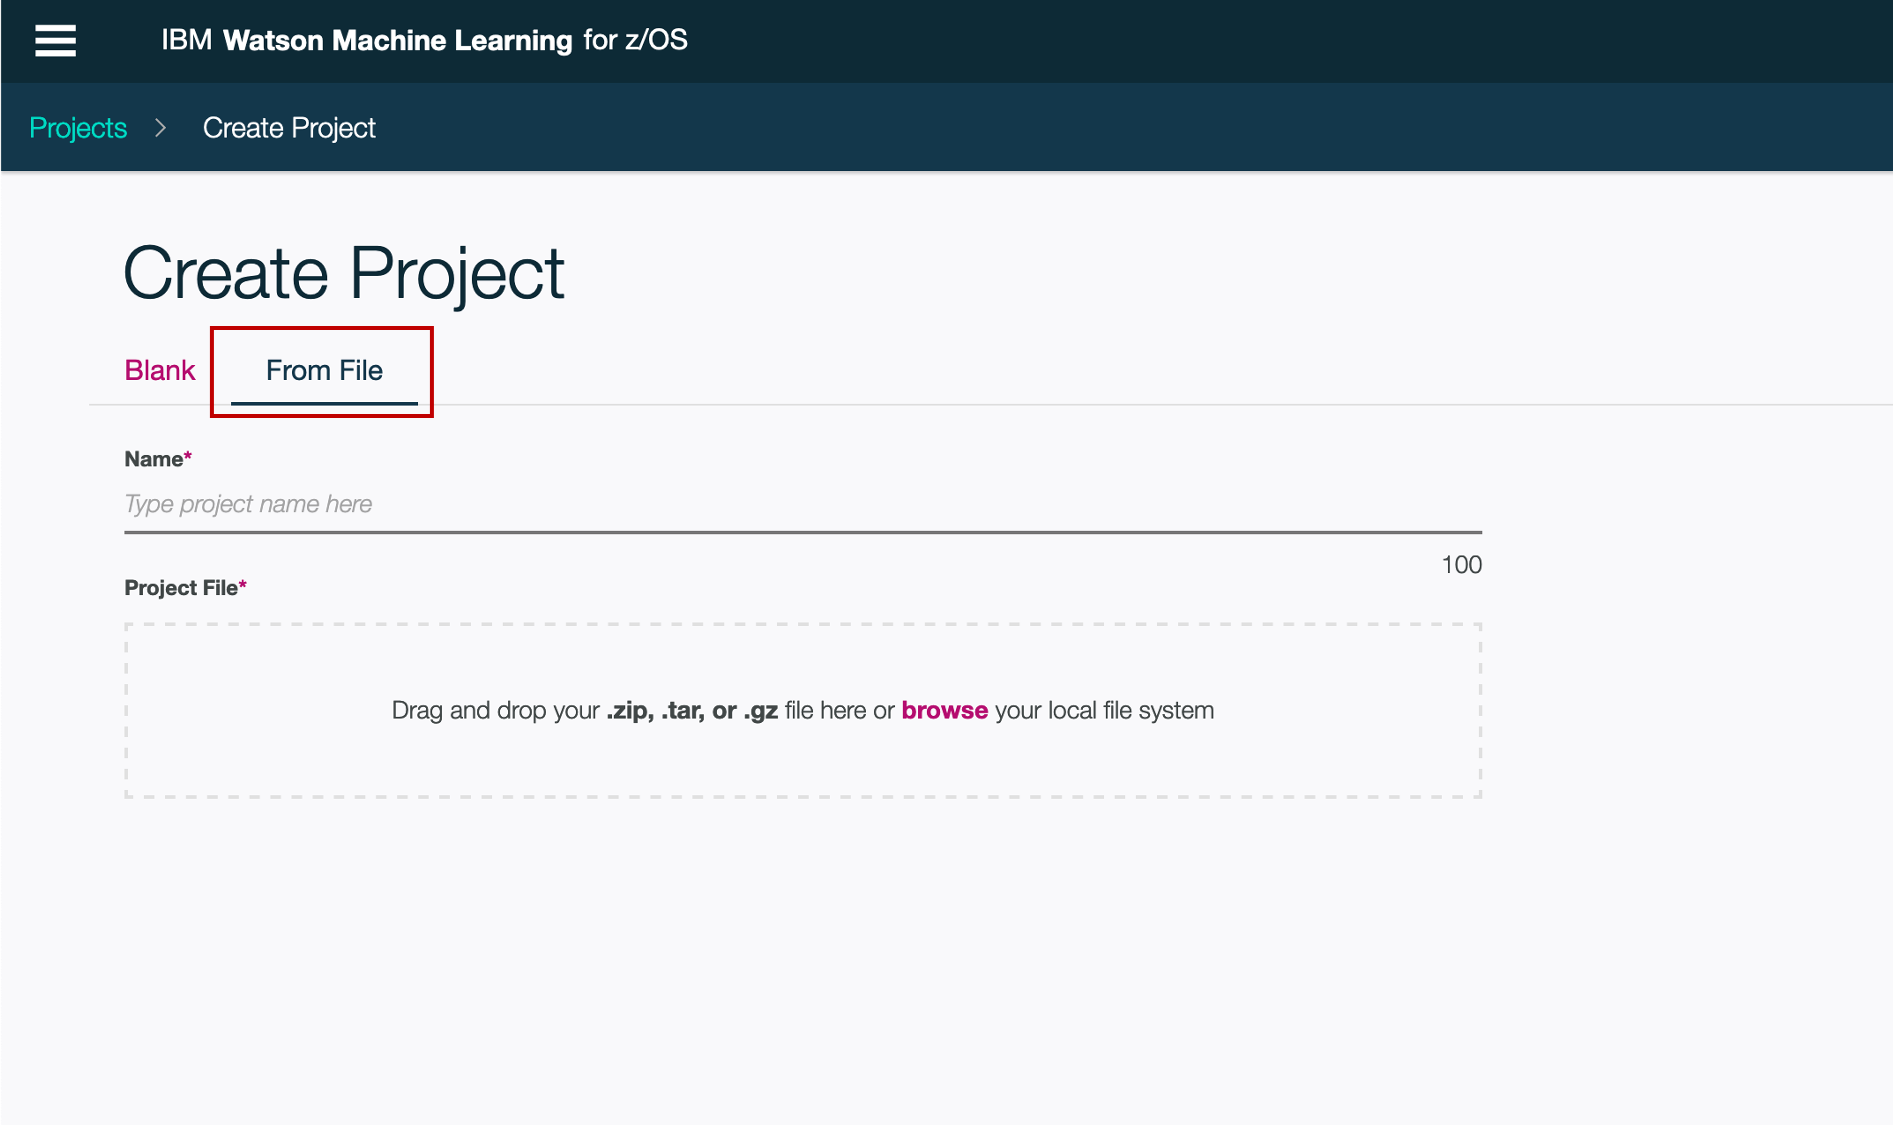 IBM Watson Machine Learning for z/OS
Projects > Create Project
Create Project
Blank From File
Name*
Type project name here
100
Project File*
Drag and drop your .zip, .tar, or .gz file here or browse your local file system